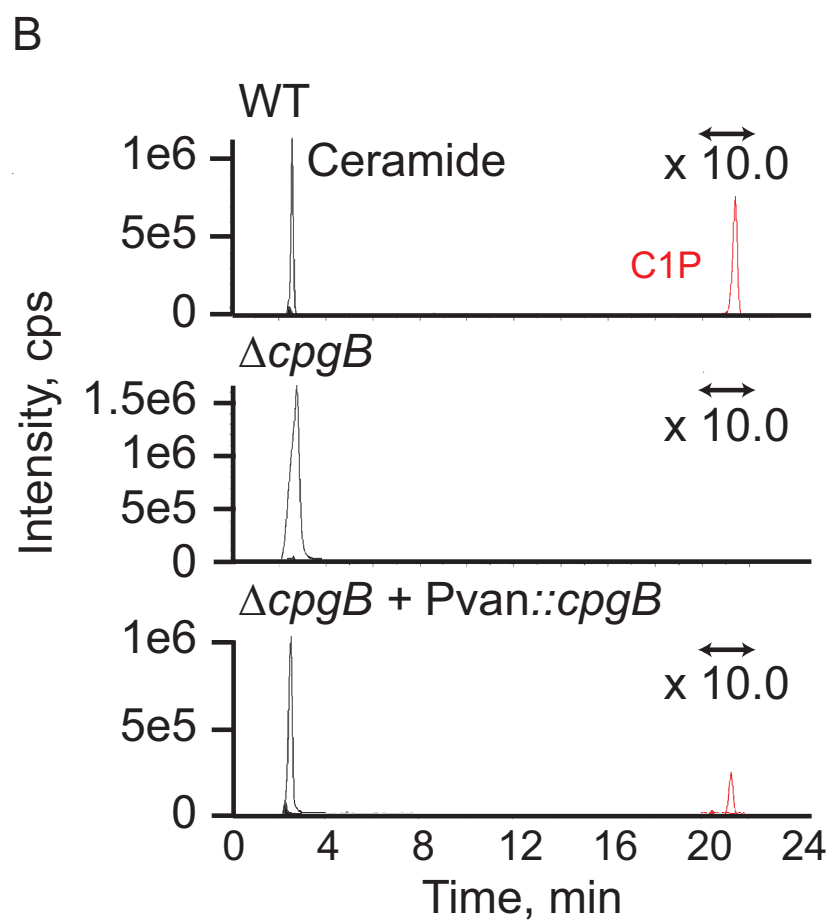 B
WT
1e6
Ceramide
x 10.0
5e5
C1P
0
ΔcpgB
1.5e6
x 10.0
1e6
5e5
0
ΔcpgB + Pvan::cpgB
1e6
x 10.0
5e5
0
0 4 8 12 16 20 24
Time, min
Intensity, cps